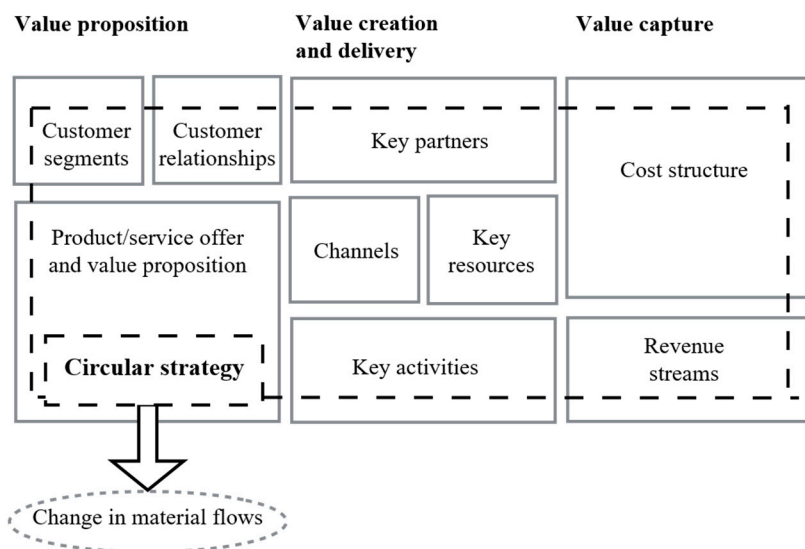 Value proposition
Value creation
and delivery
Value capture
Customer
segments
Customer
relationships
Key partners
Cost structure
Product/service offer
and value proposition
Channels
Key
resources
Circular strategy
Key activities
Revenue
streams
Change in material flows